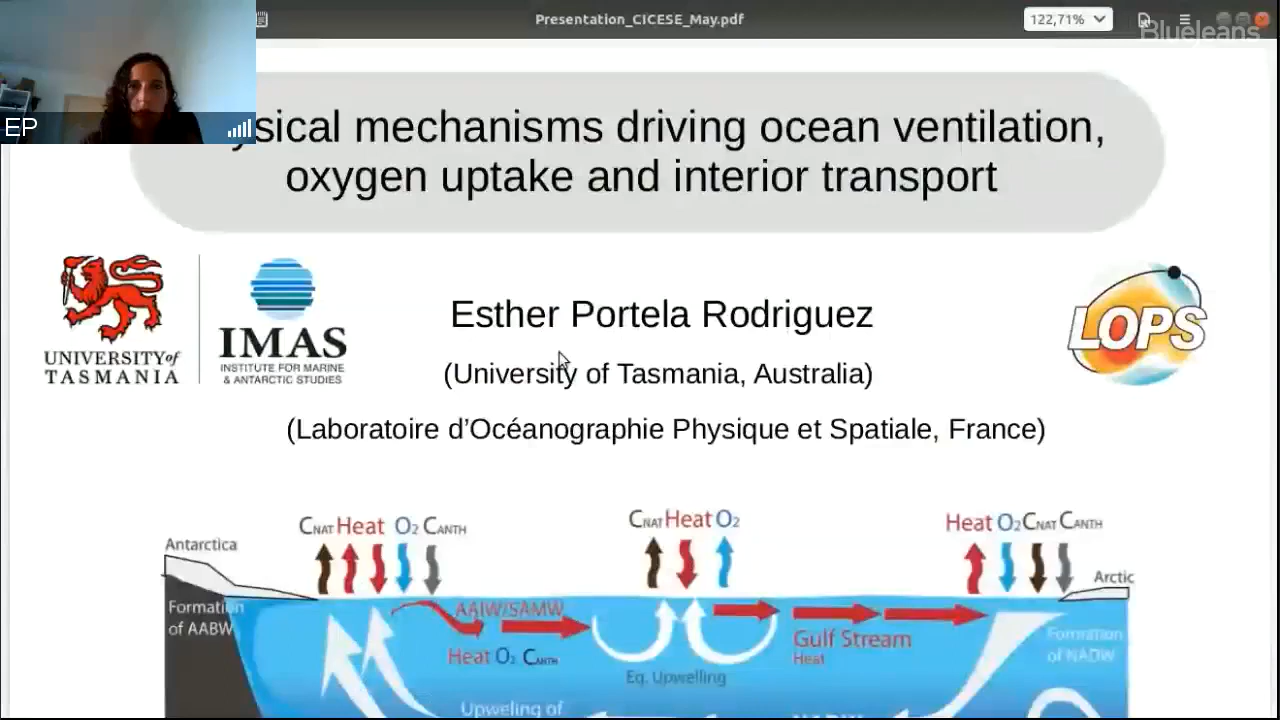 Presentation_CICESE_May.pdf
122,71%
BlueJeans
EP
sical mechanisms driving ocean ventilation,
oxygen uptake and interior transport
UNIVERSITY of
TASMANIA
IMAS
INSTITUTE FOR MARINE
& ANTARCTIC STUDIES
Esther Portela Rodriguez
(University of Tasmania, Australia)
(Laboratoire d'Océanographie Physique et Spatiale, France)
LOPS
CNAT Heat O2 CANTH
CNAT Heat O2
Heat O2 CNAT CANTH
Antarctica
Arctic
Formation
of AABW
AAIW/SAMW
Heat O2 CANTH
Gulf Stream
Heat
Eq. Upwelling
Formation
of NADW
Upweling of
NADW